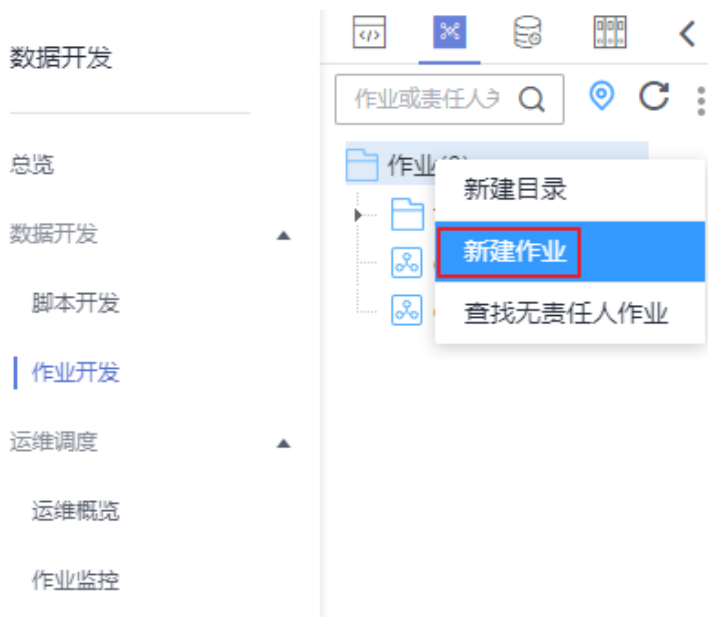 数据开发
总览
数据开发
脚本开发
作业开发
运维调度
运维概览
作业监控
作业或责任人
作业
新建目录
新建作业
查找无责任人作业